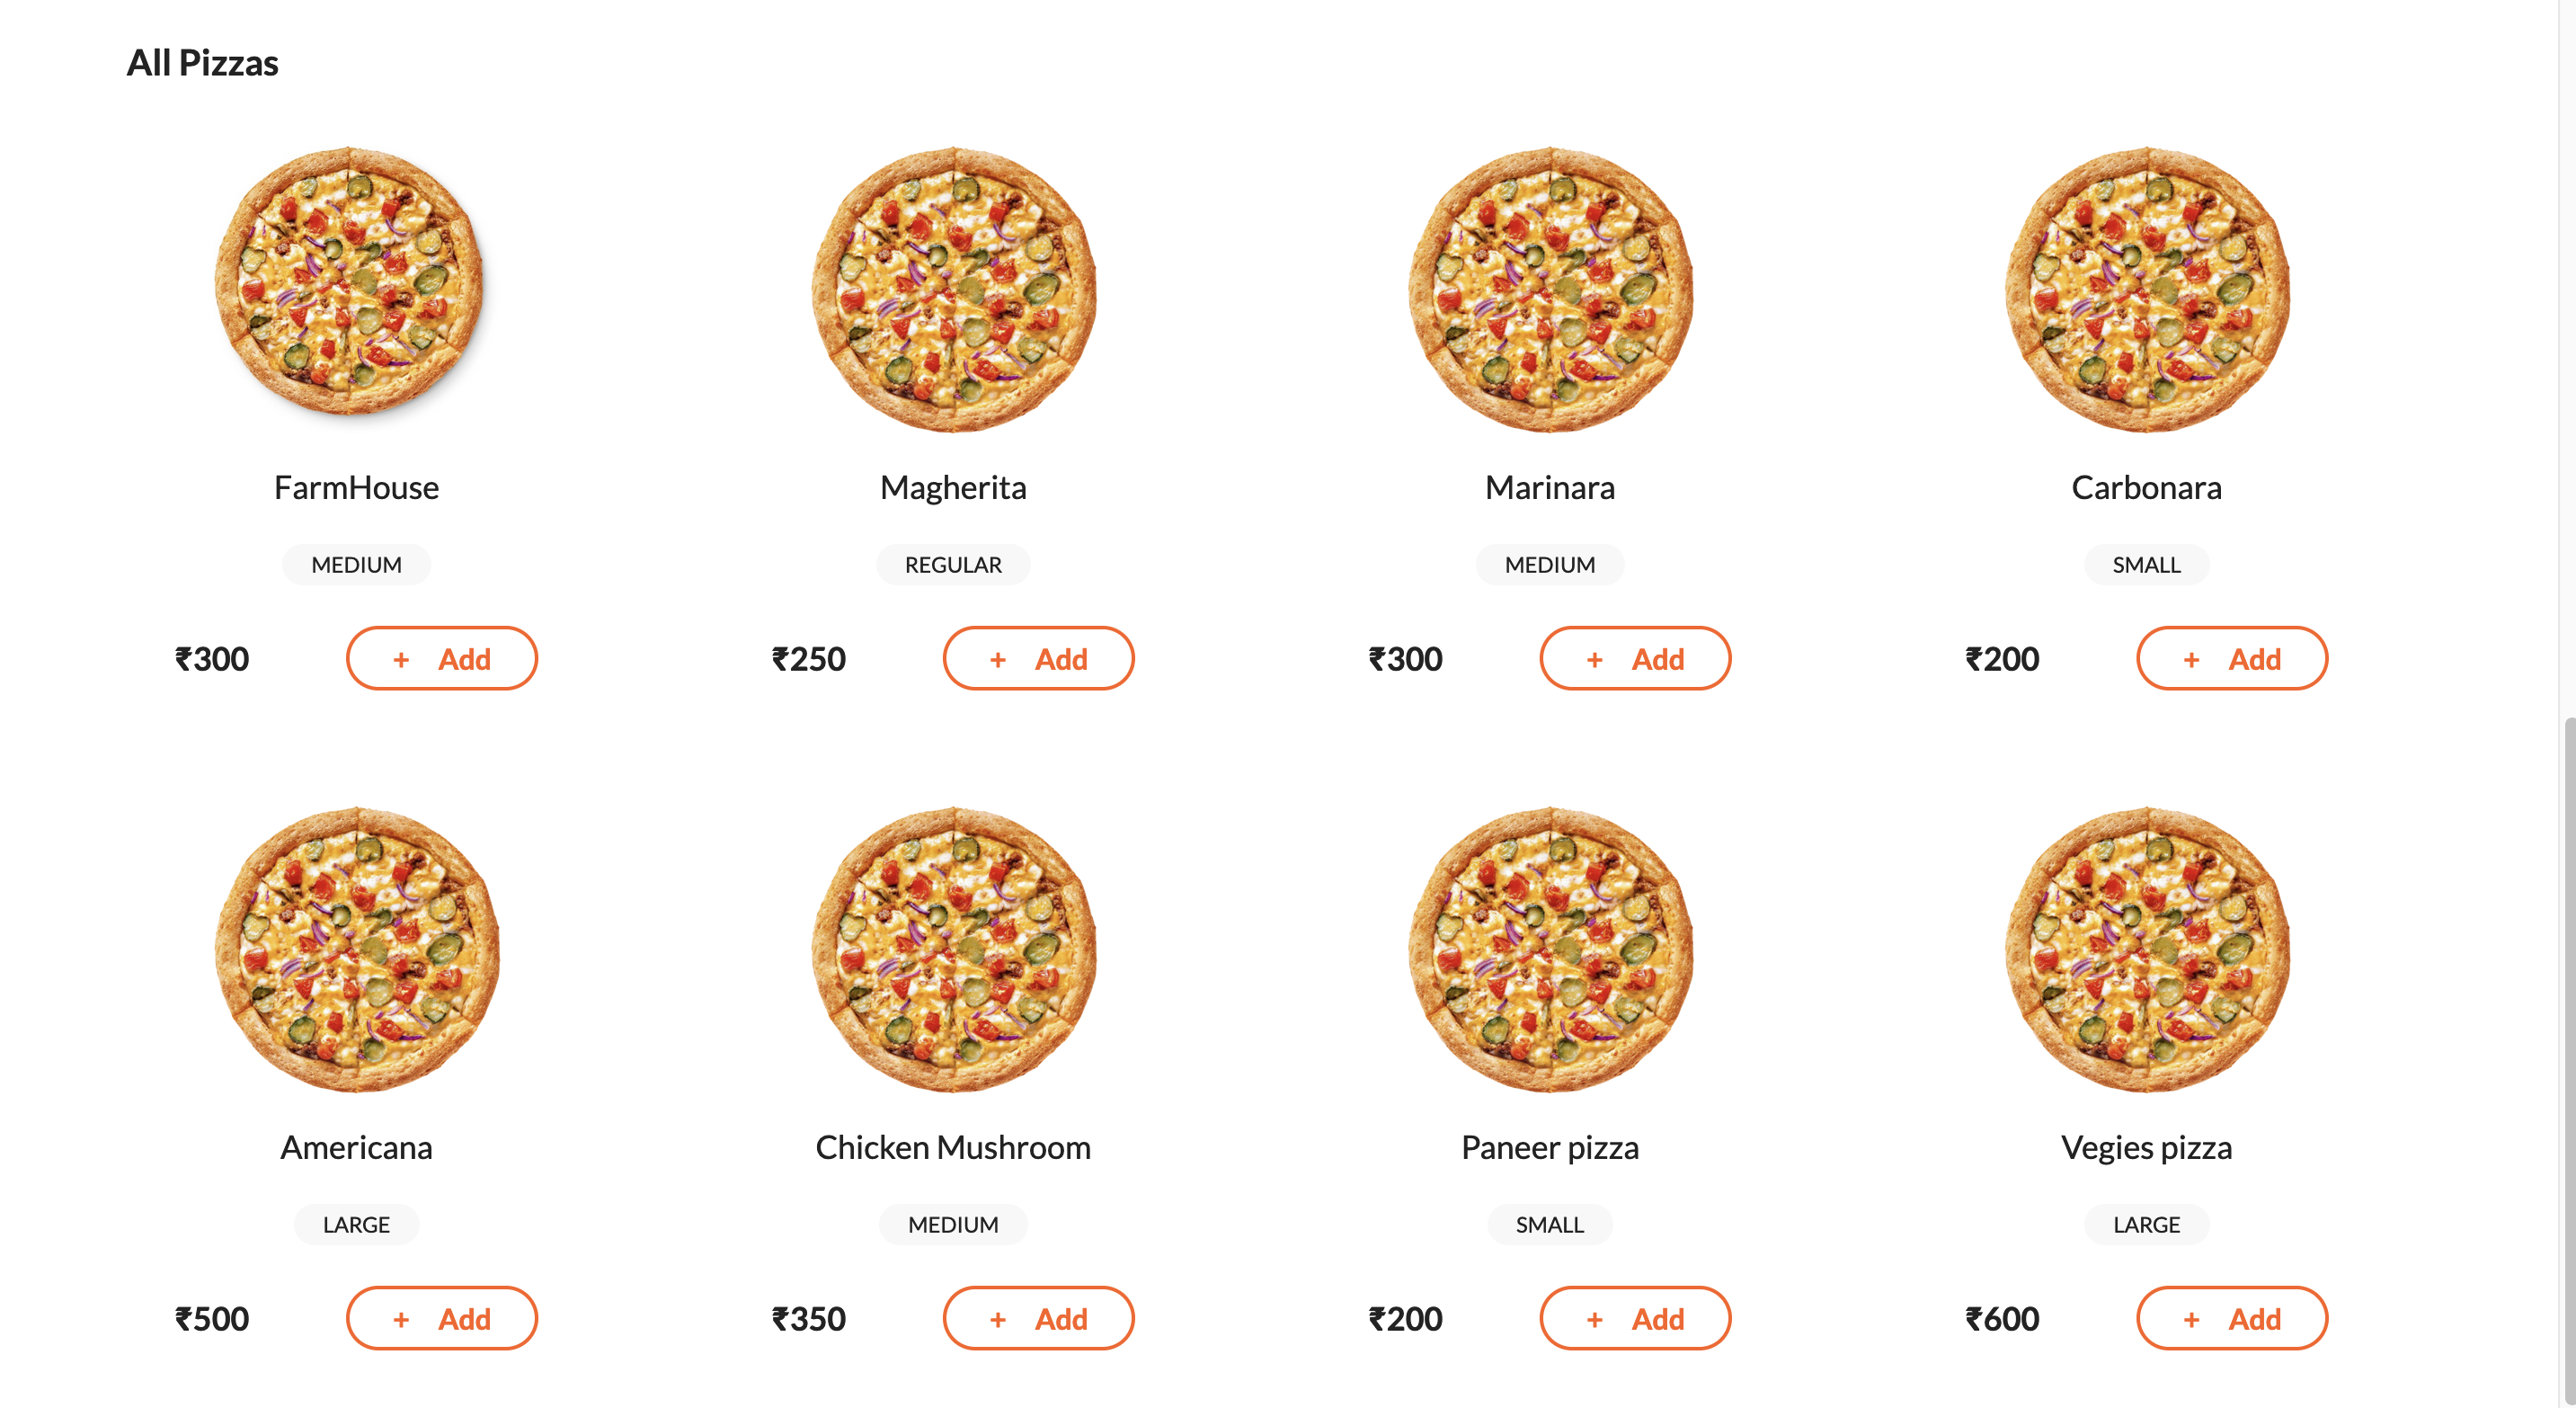 All Pizzas
FarmHouse
MEDIUM
₹300
+ Add
Magherita
REGULAR
₹250
+ Add
Marinara
MEDIUM
₹300
+ Add
Carbonara
SMALL
₹200
+ Add
Americana
LARGE
₹500
+ Add
Chicken Mushroom
MEDIUM
₹350
+ Add
Paneer pizza
SMALL
₹200
+ Add
Vegies pizza
LARGE
₹600
+ Add